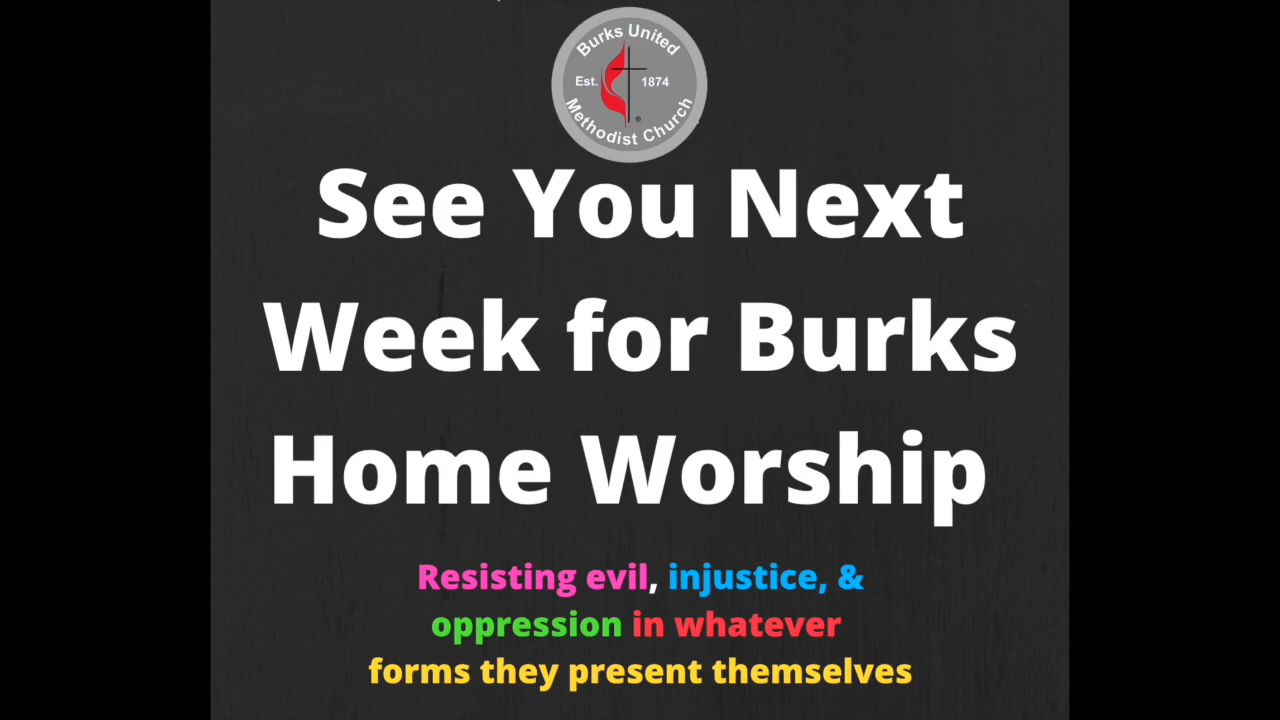 Burks United
Est. 1874
Methodist Church
See You Next
Week for Burks
Home Worship
Resisting evil, injustice, &
oppression in whatever
forms they present themselves